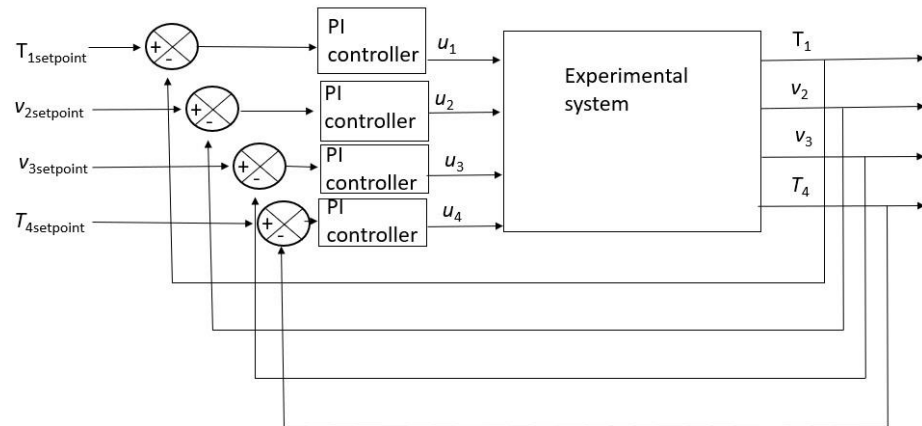 T1setpoint
+
-
PI
controller
u1
Experimental
system
T1
v2setpoint
+
-
PI
controller
u2
v2
v3setpoint
+
-
PI
controller
u3
v3
T4setpoint
+
-
PI
controller
u4
T4